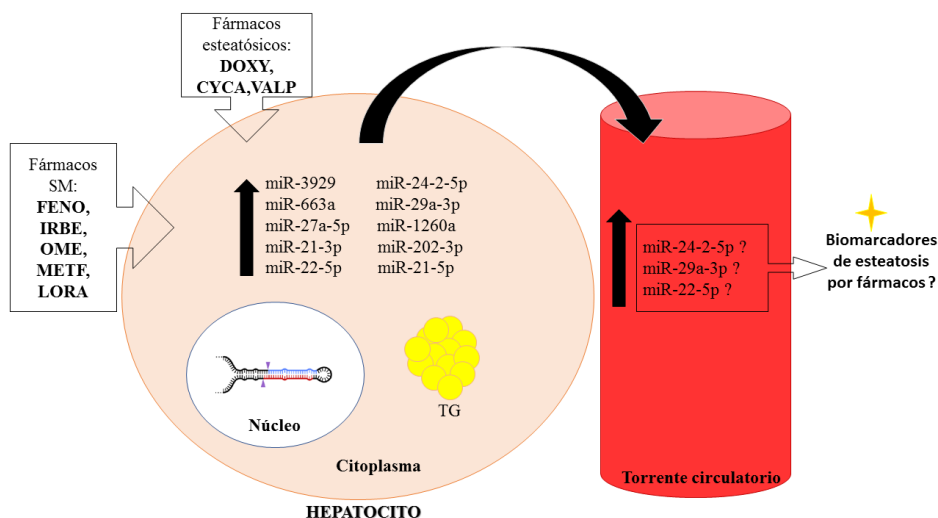 Fármacos
esteatósicos:
DOXY,
CYCA,VALP
Fármacos
SM:
FENO,
IRBE,
OME,
METF,
LORA
miR-3929
miR-663a
miR-27a-5p
miR-21-3p
miR-22-5p
miR-24-2-5p
miR-29a-3p
miR-1260a
miR-202-3p
miR-21-5p
Núcleo
TG
Citoplasma
HEPATOCITO
miR-24-2-5p ?
miR-29a-3p ?
miR-22-5p ?
Torrente circulatorio
Biomarcadores
de esteatosis
por fármacos ?